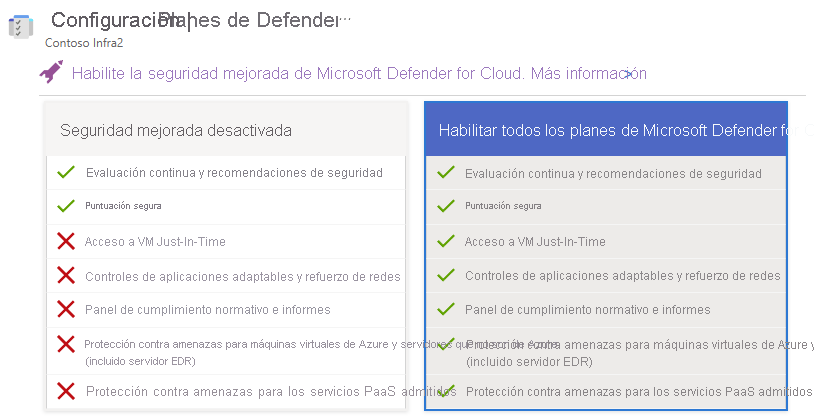 Configuración | Planes de Defender ...
Contoso Infra2
Habilite la seguridad mejorada de Microsoft Defender for Cloud. Más información >
Seguridad mejorada desactivada
Evaluación continua y recomendaciones de seguridad
Puntuación segura
Acceso a VM Just-In-Time
Controles de aplicaciones adaptables y refuerzo de redes
Panel de cumplimiento normativo e informes
Protección contra amenazas para máquinas virtuales de Azure y servidores que no son de Azure
(incluido servidor EDR)
Protección contra amenazas para los servicios PaaS admitidos
Habilitar todos los planes de Microsoft Defender for
Evaluación continua y recomendaciones de seguridad
Puntuación segura
Acceso a VM Just-In-Time
Controles de aplicaciones adaptables y refuerzo de redes
Panel de cumplimiento normativo e informes
Protección contra amenazas para máquinas virtuales de Azure y
(incluido servidor EDR)
Protección contra amenazas para los servicios PaaS admitidos